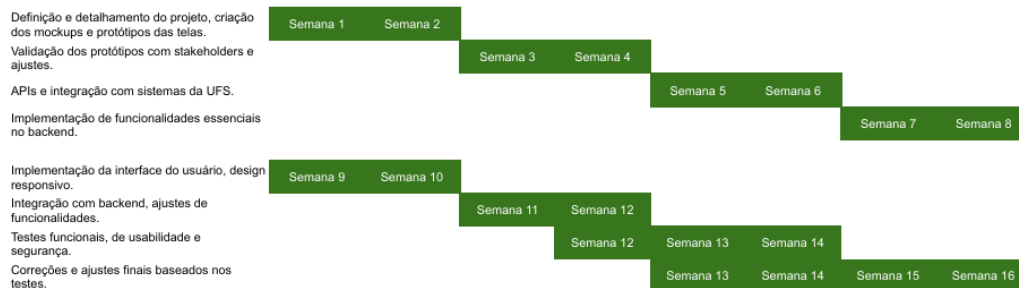 Definição e detalhamento do projeto, criação
dos mockups e protótipos das telas.
Semana 1
Semana 2
Validação dos protótipos com stakeholders e
ajustes.
Semana 3
Semana 4
APIs e integração com sistemas da UFS.
Semana 5
Semana 6
Implementação de funcionalidades essenciais
no backend.
Semana 7
Semana 8
Implementação da interface do usuário, design
responsivo.
Semana 9
Semana 10
Integração com backend, ajustes de
funcionalidades.
Semana 11
Semana 12
Testes funcionais, de usabilidade e
segurança.
Semana 12
Semana 13
Semana 14
Correções e ajustes finais baseados nos
testes.
Semana 13
Semana 14
Semana 15
Semana 16